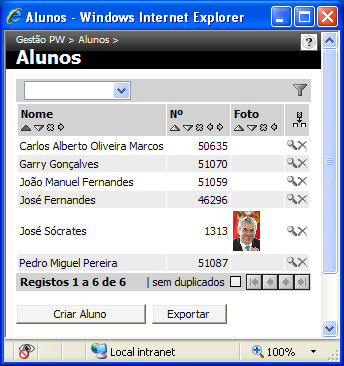 Alunos - Windows Internet Explorer
Gestão PW > Alunos >
?
Alunos
Nome Nº Foto
Carlos Alberto Oliveira Marcos 50635
Garry Gonçalves 51070
João Manuel Fernandes 51059
José Fernandes 46296
José Sócrates 1313
Pedro Miguel Pereira 51087
Registos 1 a 6 de 6 | sem duplicados
Criar Aluno Exportar
Local intranet 100%